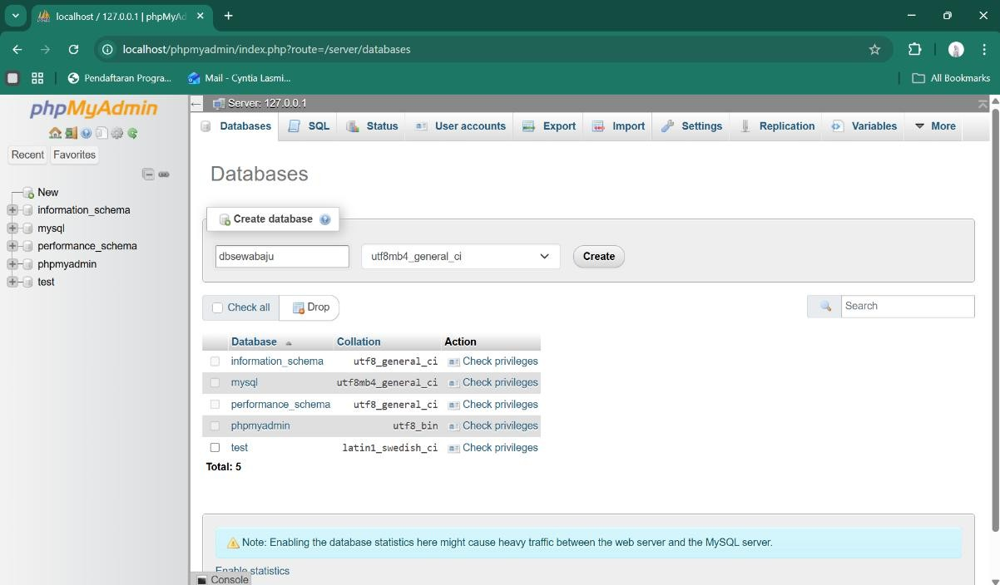 localhost / 127.0.0.1 | phpMyAd
localhost/phpmyadmin/index.php?route=/server/databases
Pendaftaran Progra... Mail - Cyntia Lasmi... All Bookmarks
phpMyAdmin
Recent Favorites
New
information_schema
mysql
performance_schema
phpmyadmin
test
Server: 127.0.0.1
Databases SQL Status User accounts Export Import Settings Replication Variables More
Databases
Create database
dbsewabaju utf8mb4_general_ci Create
Check all Drop Search
Database Collation Action
information_schema utf8_general_ci Check privileges
mysql utf8mb4_general_ci Check privileges
performance_schema utf8_general_ci Check privileges
phpmyadmin utf8_bin Check privileges
test latin1_swedish_ci Check privileges
Total: 5
Note: Enabling the database statistics here might cause heavy traffic between the web server and the MySQL server.
Enable statistics
Console